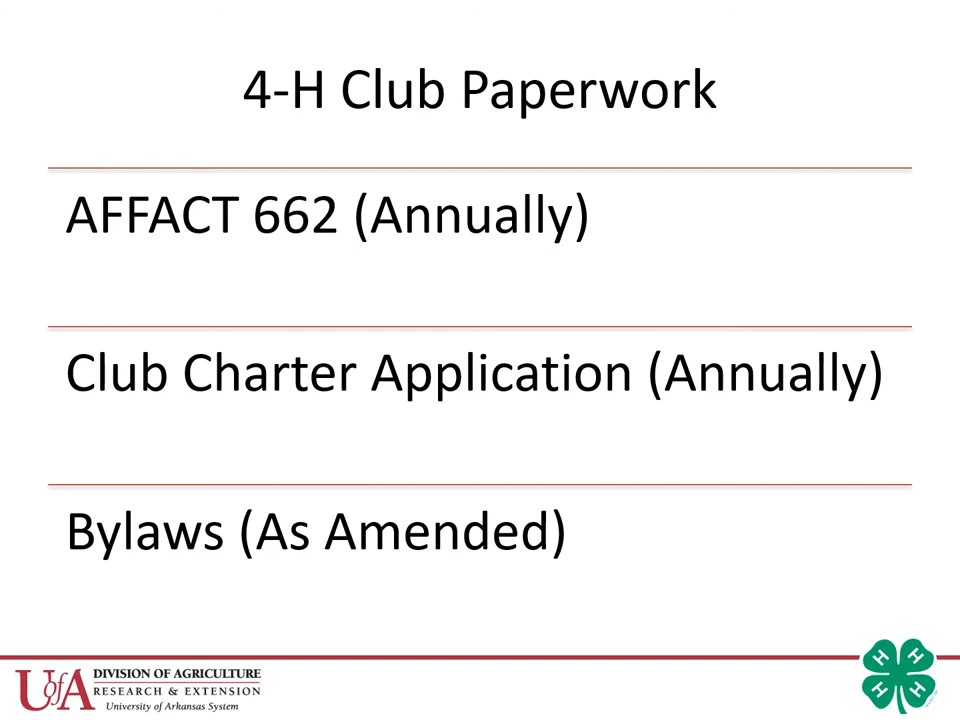 4-H Club Paperwork
AFFACT 662 (Annually)
Club Charter Application (Annually)
Bylaws (As Amended)
UofA DIVISION OF AGRICULTURE
RESEARCH & EXTENSION
University of Arkansas System
H H
H H